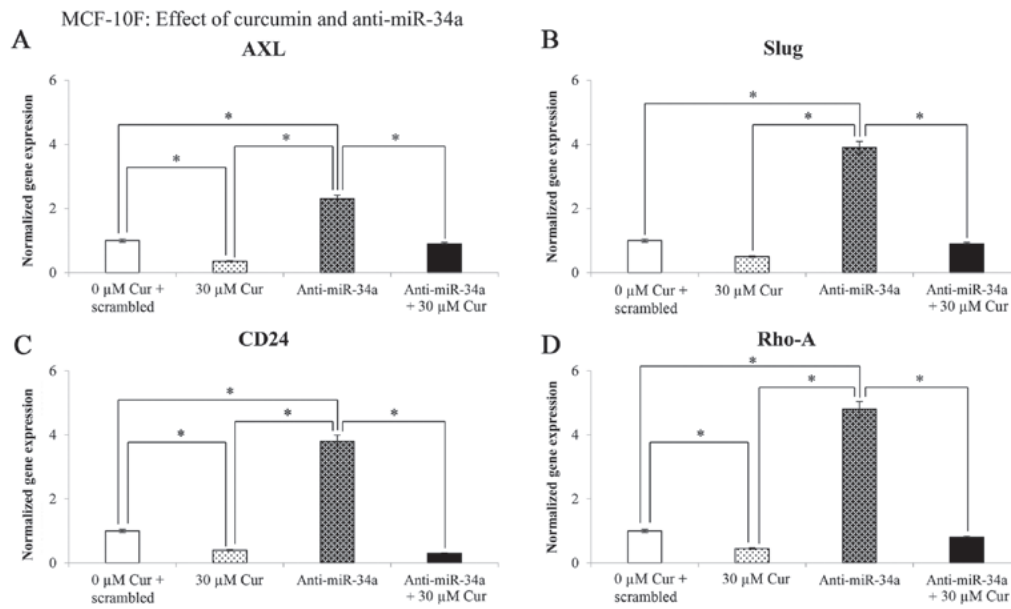 MCF-10F: Effect of curcumin and anti-miR-34a
A
AXL
Normalized gene expression
6
4
2
0
*
*
*
*
0 µM Cur +
scrambled
30 µM Cur
Anti-miR-34a
Anti-miR-34a
+ 30 µM Cur
B
Slug
Normalized gene expression
6
4
2
0
*
*
*
0 µM Cur +
scrambled
30 µM Cur
Anti-miR-34a
Anti-miR-34a
+ 30 µM Cur
C
CD24
Normalized gene expression
6
4
2
0
*
*
*
*
0 µM Cur +
scrambled
30 µM Cur
Anti-miR-34a
Anti-miR-34a
+ 30 µM Cur
D
Rho-A
Normalized gene expression
6
4
2
0
*
*
*
*
0 µM Cur +
scrambled
30 µM Cur
Anti-miR-34a
Anti-miR-34a
+ 30 µM Cur